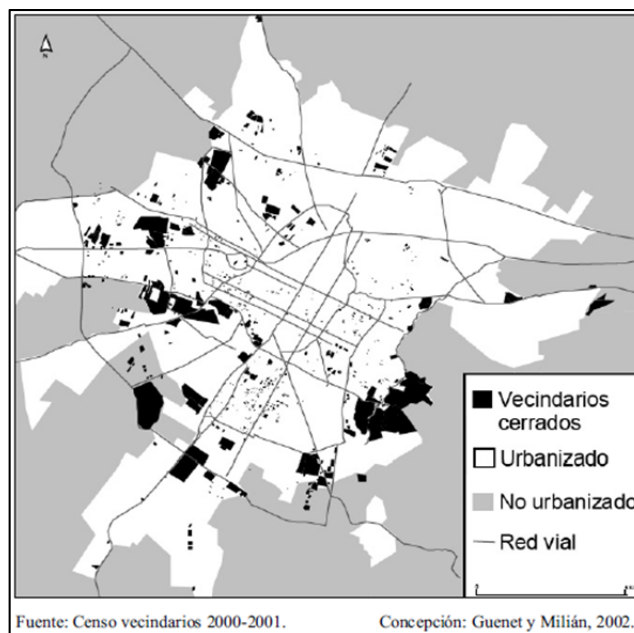 N
Vecindarios
cerrados
Urbanizado
No urbanizado
Red vial
Fuente: Censo vecindarios 2000-2001. Concepción: Guenet y Milián, 2002.